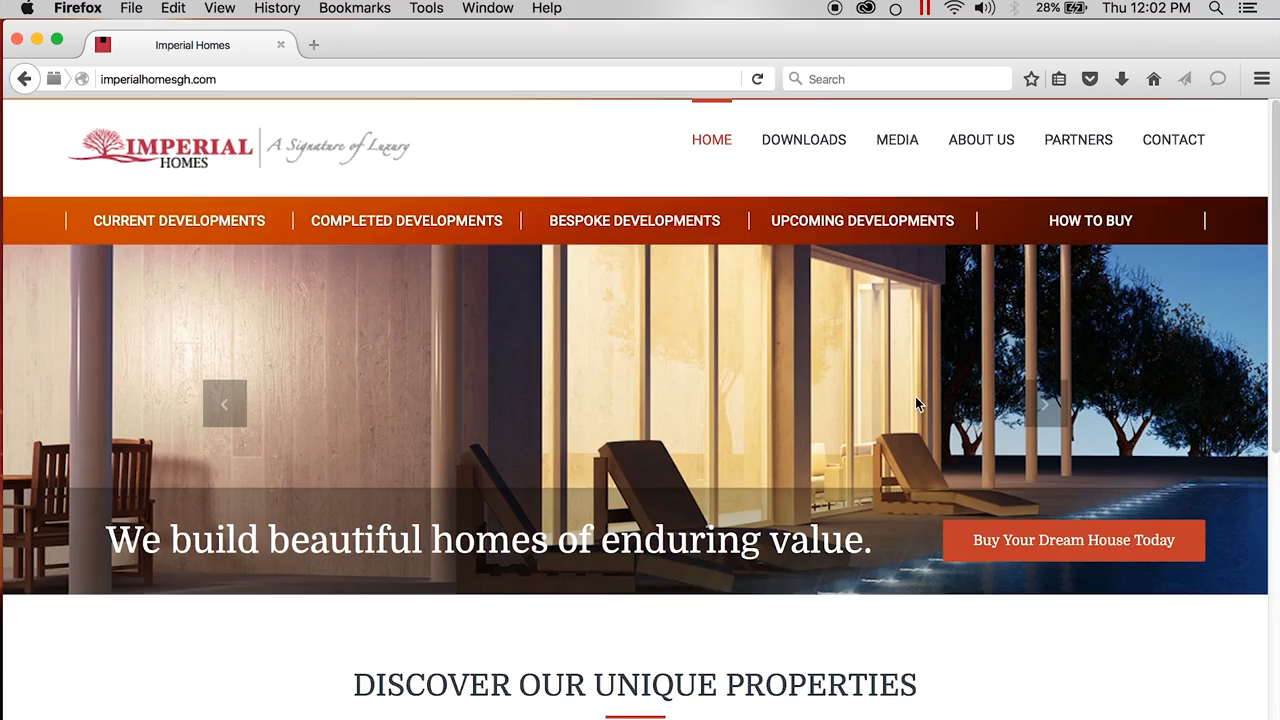 Firefox File Edit View History Bookmarks Tools Window Help 28% Thu 12:02 PM
Imperial Homes
imperialhomesgh.com Search
IMPERIAL HOMES A Signature of Luxury
HOME DOWNLOADS MEDIA ABOUT US PARTNERS CONTACT
CURRENT DEVELOPMENTS COMPLETED DEVELOPMENTS BESPOKE DEVELOPMENTS UPCOMING DEVELOPMENTS HOW TO BUY
We build beautiful homes of enduring value. Buy Your Dream House Today
DISCOVER OUR UNIQUE PROPERTIES